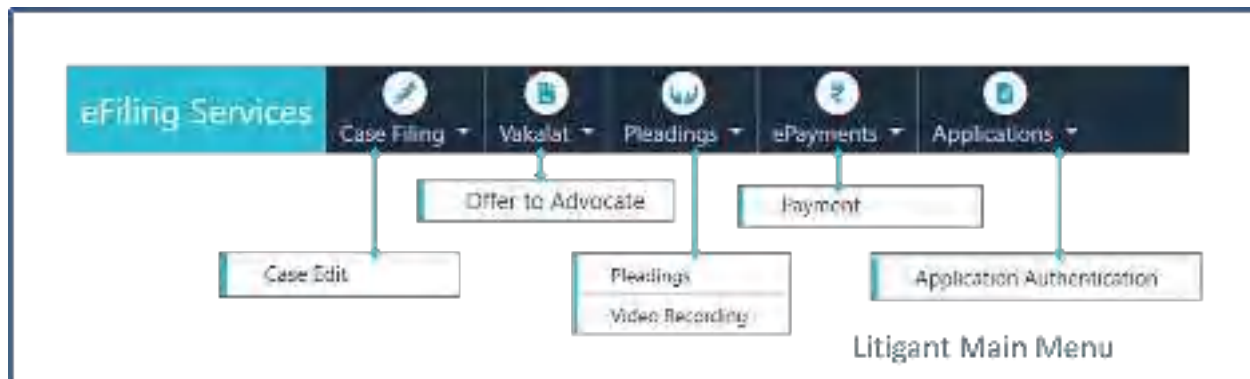 eFiling Services
Case Filing
Vakalat
Pleadings
ePayments
Applications
Offer to Advocate
Payment
Case Edit
Pleadings
Video Recording
Application Authentication
Litigant Main Menu